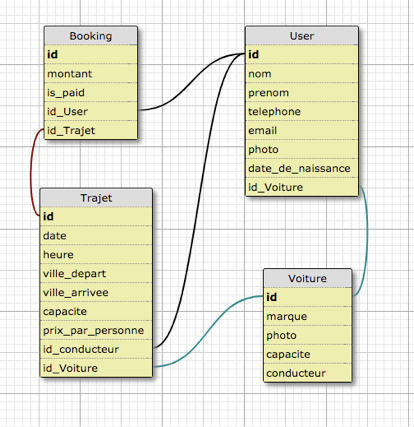 Booking
id
montant
is_paid
id_User
id_Trajet
User
id
nom
prenom
telephone
email
photo
date_de_naissance
id_Voiture
Trajet
id
date
heure
ville_depart
ville_arrivee
capacite
prix_par_personne
id_conducteur
id_Voiture
Voiture
id
marque
photo
capacite
conducteur